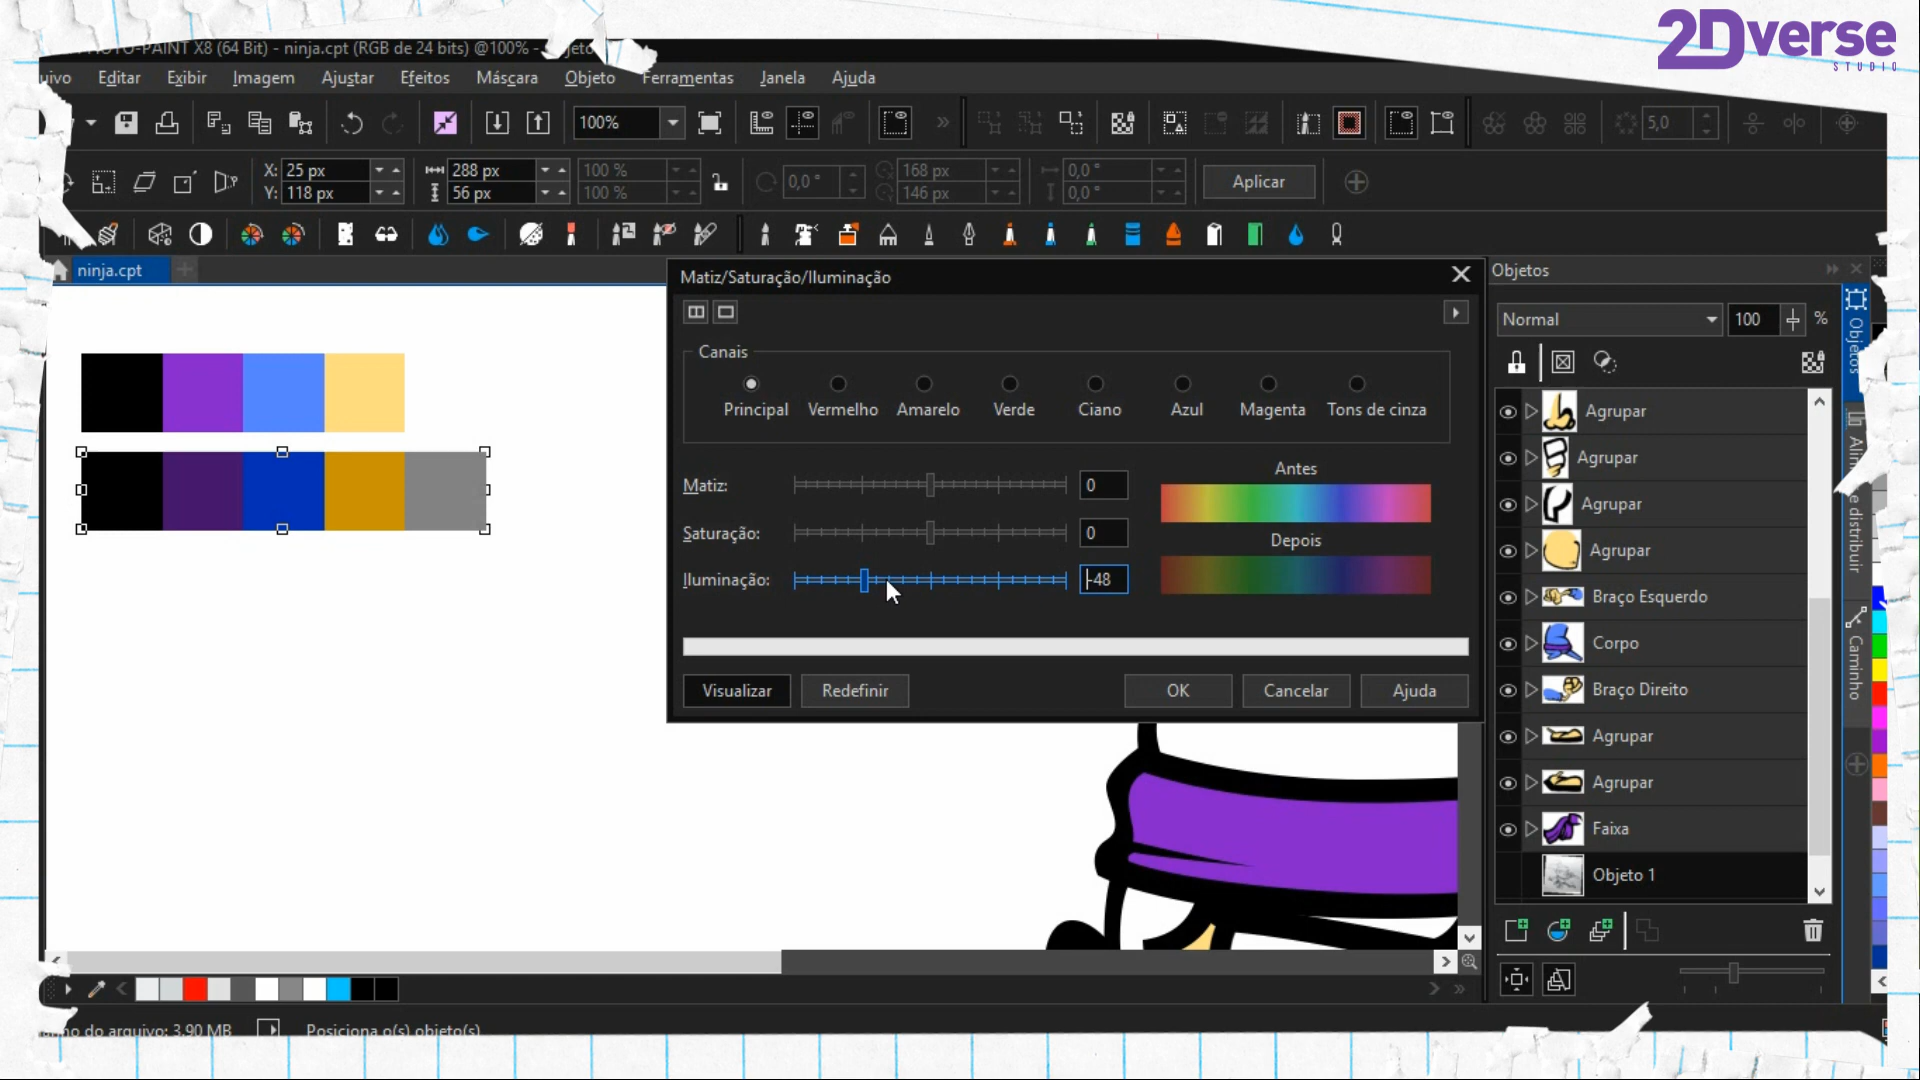 2Dverse
STUDIO
OTO-PAINT X8 (64 Bit) - ninja.cpt (RGB de 24 bits) @100% -
uivo Editar Exibir Imagem Ajustar Efeitos Máscara Objeto Ferramentas Janela Ajuda
100%
5,0
X: 25 px
Y: 118 px
288 px
56 px
100 %
100 %
0,0 °
168 px
146 px
0,0 °
0,0 °
Aplicar
ninja.cpt
Matiz/Saturação/Iluminação
Canais
Principal Vermelho Amarelo Verde Ciano Azul Magenta Tons de cinza
Matiz: 0
Saturação: 0
Iluminação: -48
Antes
Depois
Visualizar Redefinir OK Cancelar Ajuda
Objetos
Normal 100 %
Agrupar
Agrupar
Agrupar
Agrupar
Braço Esquerdo
Corpo
Braço Direito
Agrupar
Agrupar
Faixa
Objeto 1
Objetos
e distribuir
Caminho
nho do arquivo: 3,90 MB
Posiciona o(s) objeto(s)